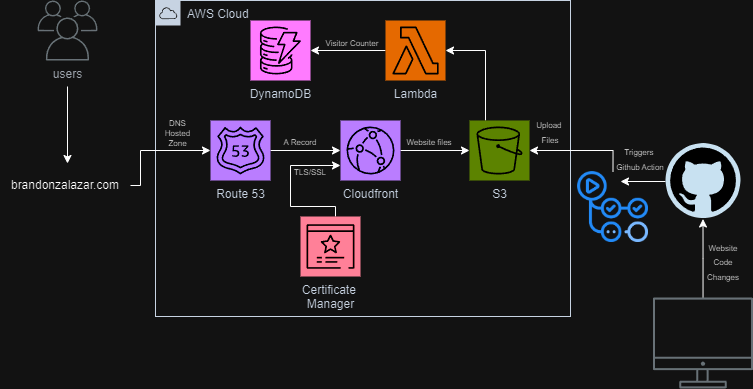 AWS Cloud
users
Visitor Counter
DynamoDB
Lambda
DNS
Hosted
Zone
53
A Record
Website files
Upload
Files
Triggers
Github Action
TLS/SSL
brandonzalazar.com
Route 53
Cloudfront
S3
Website
Code
Changes
Certificate
Manager